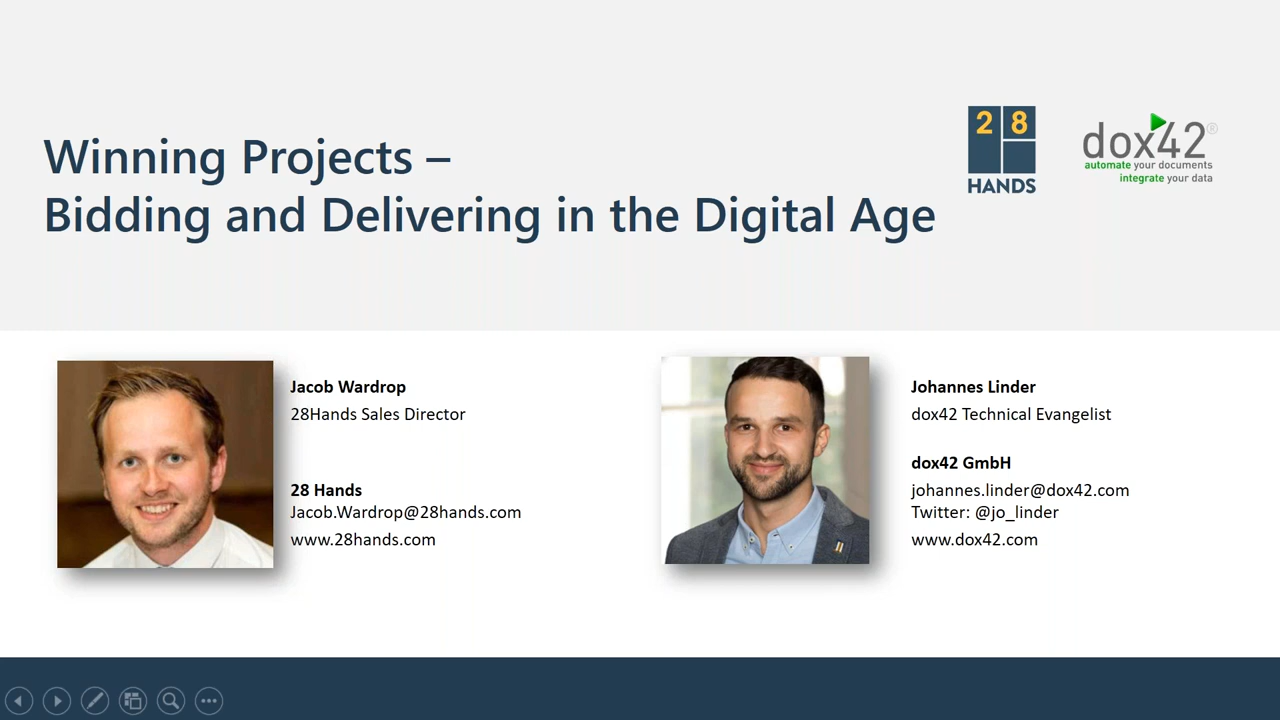 Winning Projects –
Bidding and Delivering in the Digital Age
28
HANDS
dox42®
automate your documents
integrate your data
Jacob Wardrop
28Hands Sales Director
28 Hands
Jacob.Wardrop@28hands.com
www.28hands.com
Johannes Linder
dox42 Technical Evangelist
dox42 GmbH
johannes.linder@dox42.com
Twitter: @jo_linder
www.dox42.com